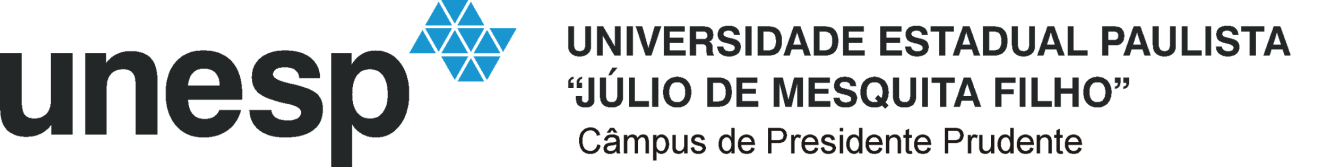 unesp
UNIVERSIDADE ESTADUAL PAULISTA
“JÚLIO DE MESQUITA FILHO”
Câmpus de Presidente Prudente